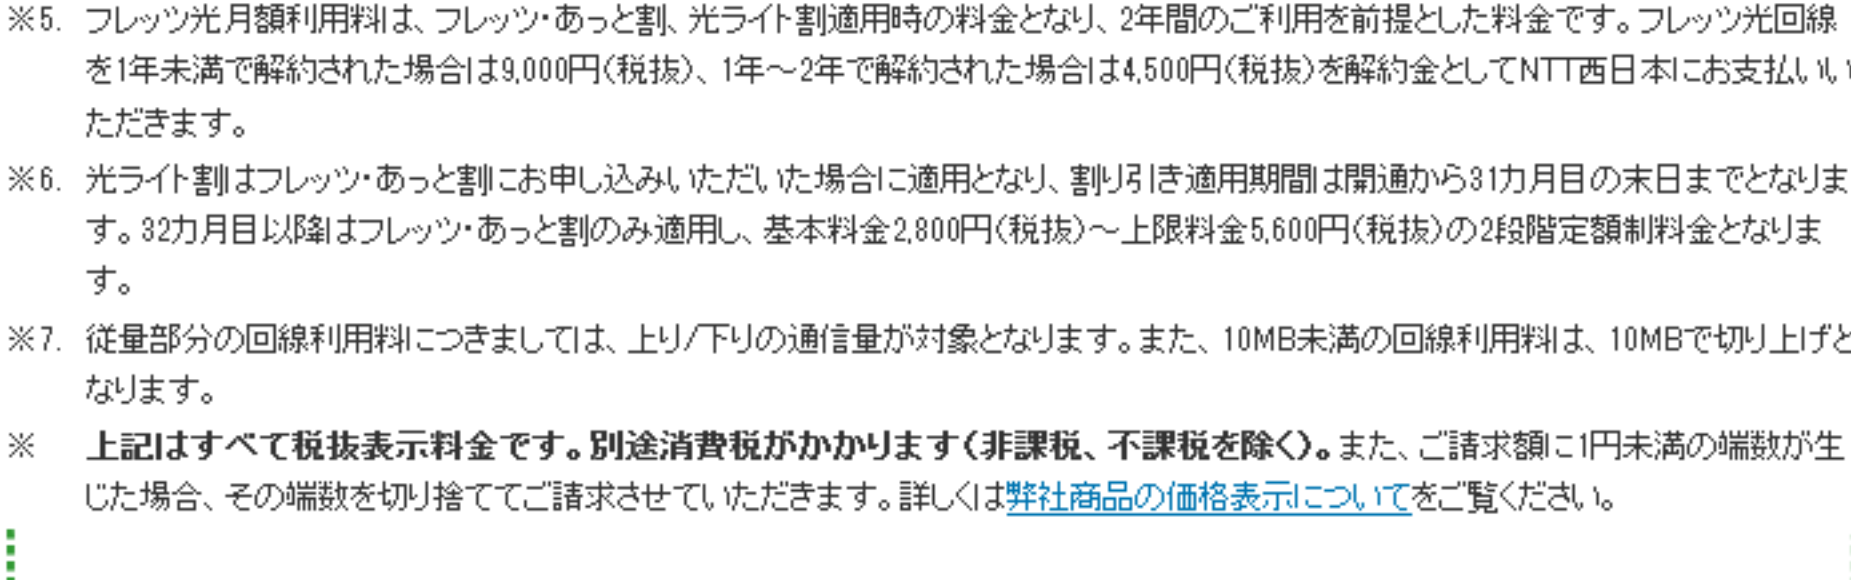 ※5. フレッツ光月額利用料は、フレッツ・あっと割、光ライト割適用時の料金となり、2年間のご利用を前提とした料金です。フレッツ光回線
を1年未満で解約された場合は9,000円(税抜)、1年～2年で解約された場合は4,500円(税抜)を解約金としてNTT西日本にお支払いい
ただきます。
※6. 光ライト割はフレッツ・あっと割にお申し込みいただいた場合に適用となり、割り引き適用期間は開通から31カ月目の末日までとなりま
す。32カ月目以降はフレッツ・あっと割のみ適用し、基本料金2,800円(税抜)～上限料金5,600円(税抜)の2段階定額制料金となりま
す。
※7. 従量部分の回線利用料につきましては、上り/下りの通信量が対象となります。また、10MB未満の回線利用料は、10MBで切り上げと
なります。
※ 上記はすべて税抜表示料金です。別途消費税がかかります(非課税、不課税を除く)。また、ご請求額に1円未満の端数が生
じた場合、その端数を切り捨ててご請求させていただきます。詳しくは弊社商品の価格表示についてをご覧ください。